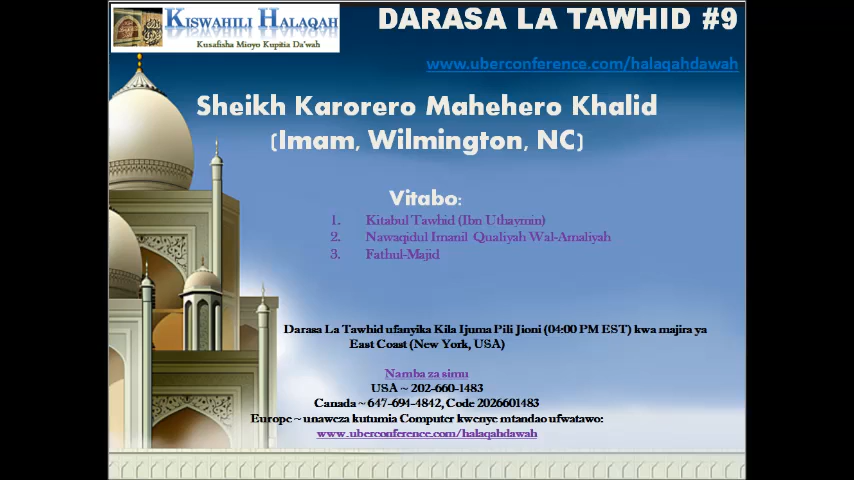 KISWAHILI HALAQAH
Kusafisha Mioyo Kupitia Da'wah
DARASA LA TAWHID #9
www.uberconference.com/halaqahdawah
Sheikh Karorero Mahehero Khalid
(Imam, Wilmington, NC)
Vitabo:
1. Kitabul Tawhid (Ibn Uthaymin)
2. Nawaqidul Imanil Qualiyah Wal-Amaliyah
3. Fathul-Majid
Darasa La Tawhid ufanyika Kila Ijuma Pili Jioni (04:00 PM EST) kwa majira ya
East Coast (New York, USA)
Namba za simu
USA ~ 202-660-1483
Canada ~ 647-694-4842, Code 2026601483
Europe ~ unaweza kutumia Computer kwenye mtandao ufwatawo:
www.uberconference.com/halaqahdawah